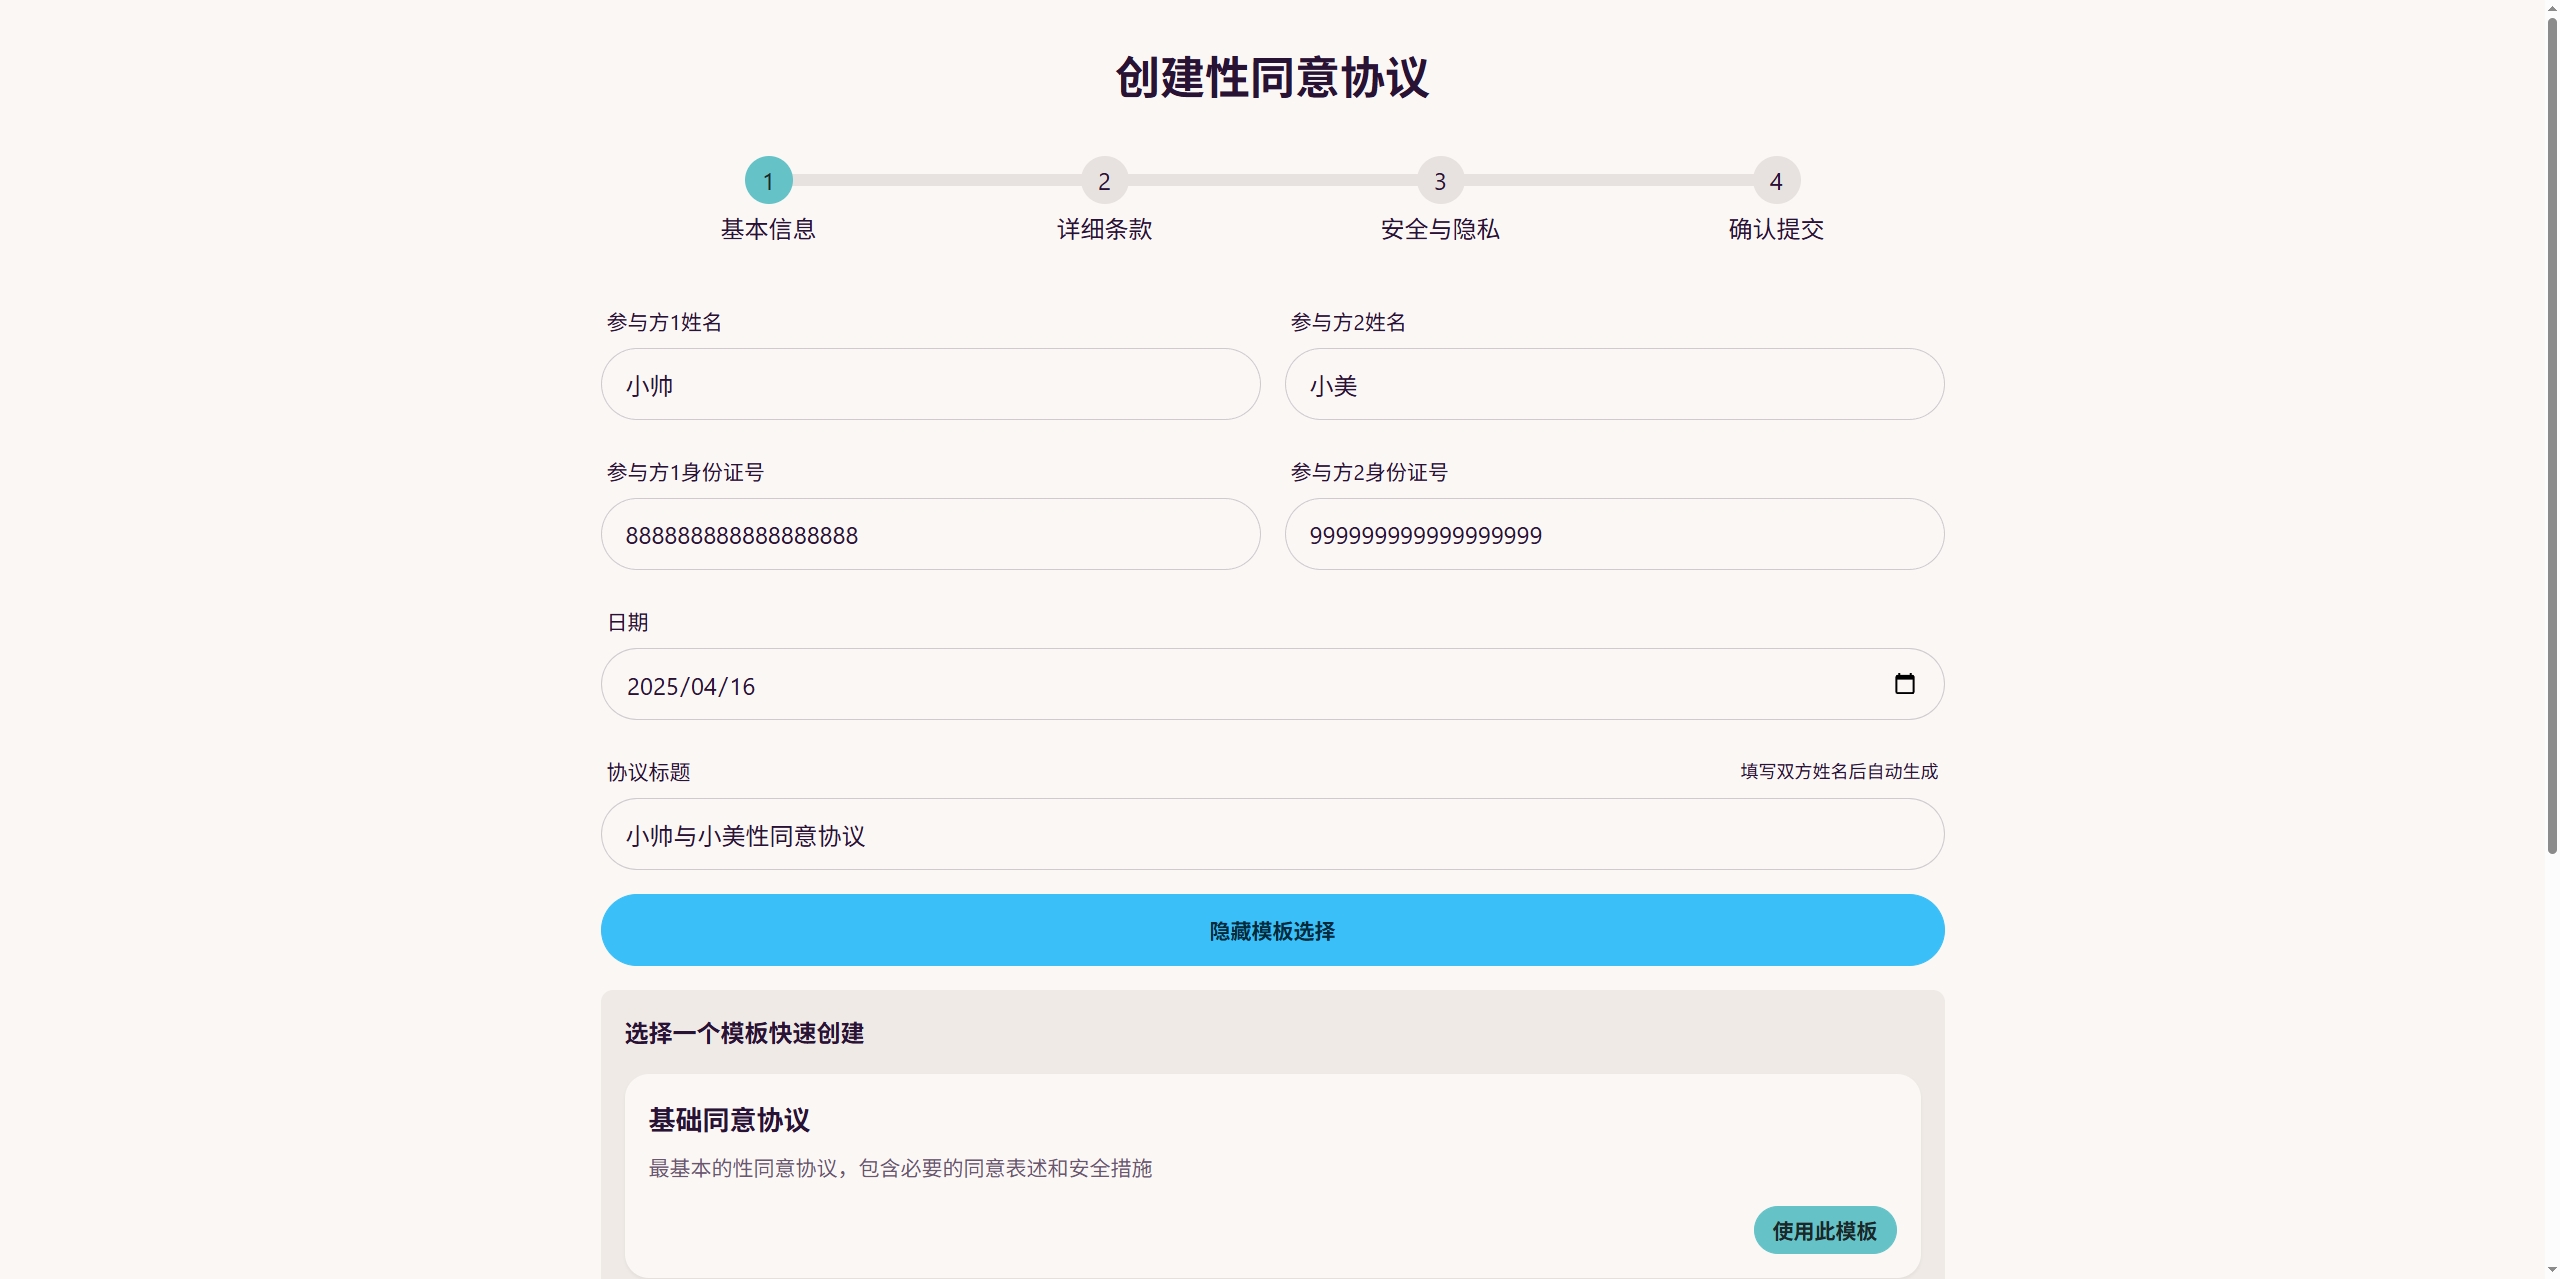 创建性同意协议
1 2 3 4
基本信息 详细条款 安全与隐私 确认提交
参与方1姓名 参与方2姓名
小帅 小美
参与方1身份证号 参与方2身份证号
888888888888888888 999999999999999999
日期
2025/04/16
协议标题 填写双方姓名后自动生成
小帅与小美性同意协议
隐藏模板选择
选择一个模板快速创建
基础同意协议
最基本的性同意协议，包含必要的同意表述和安全措施
使用此模板